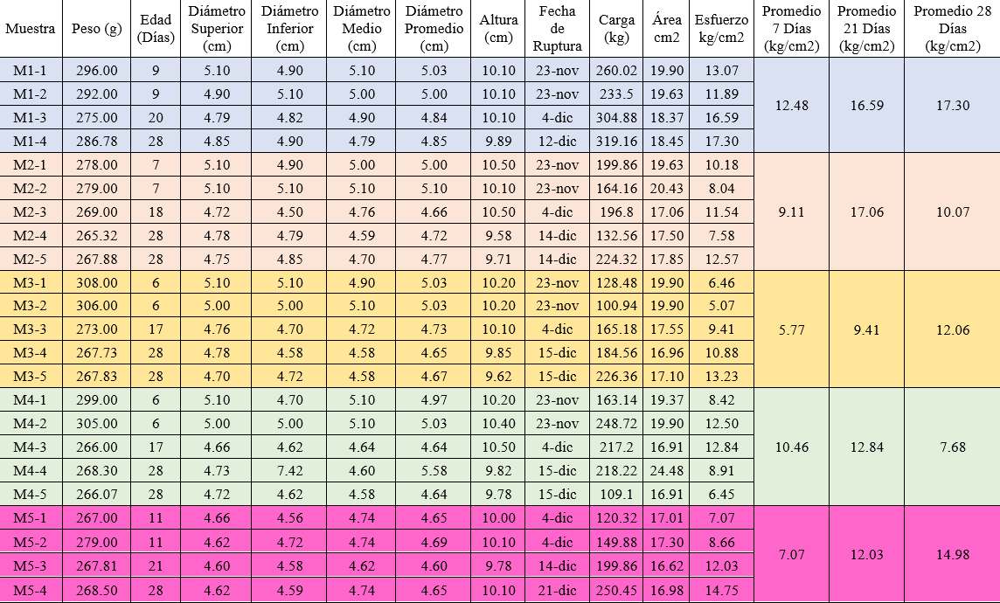 Muestra Peso (g) Edad (Días) Diámetro Superior (cm) Diámetro Inferior (cm) Diámetro Medio (cm) Diámetro Promedio (cm) Altura (cm) Fecha de Ruptura Carga (kg) Área cm2 Esfuerzo kg/cm2 Promedio 7 Días (kg/cm2) Promedio 21 Días (kg/cm2) Promedio 28 Días (kg/cm2)
M1-1 296.00 9 5.10 4.90 5.10 5.03 10.10 23-nov 260.02 19.90 13.07
M1-2 292.00 9 4.90 5.10 5.00 5.00 10.10 23-nov 233.5 19.63 11.89
12.48 16.59 17.30
M1-3 275.00 20 4.79 4.82 4.90 4.84 10.10 4-dic 304.88 18.37 16.59
M1-4 286.78 28 4.85 4.90 4.79 4.85 9.89 12-dic 319.16 18.45 17.30
M2-1 278.00 7 5.10 4.90 5.00 5.00 10.50 23-nov 199.86 19.63 10.18
M2-2 279.00 7 5.10 5.10 5.10 5.10 10.10 23-nov 164.16 20.43 8.04
M2-3 269.00 18 4.72 4.50 4.76 4.66 10.50 4-dic 196.8 17.06 11.54 9.11 17.06 10.07
M2-4 265.32 28 4.78 4.79 4.59 4.72 9.58 14-dic 132.56 17.50 7.58
M2-5 267.88 28 4.75 4.85 4.70 4.77 9.71 14-dic 224.32 17.85 12.57
M3-1 308.00 6 5.10 5.10 4.90 5.03 10.20 23-nov 128.48 19.90 6.46
M3-2 306.00 6 5.00 5.00 5.10 5.03 10.20 23-nov 100.94 19.90 5.07
M3-3 273.00 17 4.76 4.70 4.72 4.73 10.10 4-dic 165.18 17.55 9.41 5.77 9.41 12.06
M3-4 267.73 28 4.78 4.58 4.58 4.65 9.85 15-dic 184.56 16.96 10.88
M3-5 267.83 28 4.70 4.72 4.58 4.67 9.62 15-dic 226.36 17.10 13.23
M4-1 299.00 6 5.10 4.70 5.10 4.97 10.20 23-nov 163.14 19.37 8.42
M4-2 305.00 6 5.00 5.00 5.10 5.03 10.40 23-nov 248.72 19.90 12.50
M4-3 266.00 17 4.66 4.62 4.64 4.64 10.50 4-dic 217.2 16.91 12.84 10.46 12.84 7.68
M4-4 268.30 28 4.73 7.42 4.60 5.58 9.82 15-dic 218.22 24.48 8.91
M4-5 266.07 28 4.72 4.62 4.58 4.64 9.78 15-dic 109.1 16.91 6.45
M5-1 267.00 11 4.66 4.56 4.74 4.65 10.00 4-dic 120.32 17.01 7.07
M5-2 279.00 11 4.62 4.72 4.74 4.69 10.10 4-dic 149.88 17.30 8.66
7.07 12.03 14.98
M5-3 267.81 21 4.60 4.58 4.62 4.60 9.78 14-dic 199.86 16.62 12.03
M5-4 268.50 28 4.62 4.59 4.74 4.65 10.10 21-dic 250.45 16.98 14.75